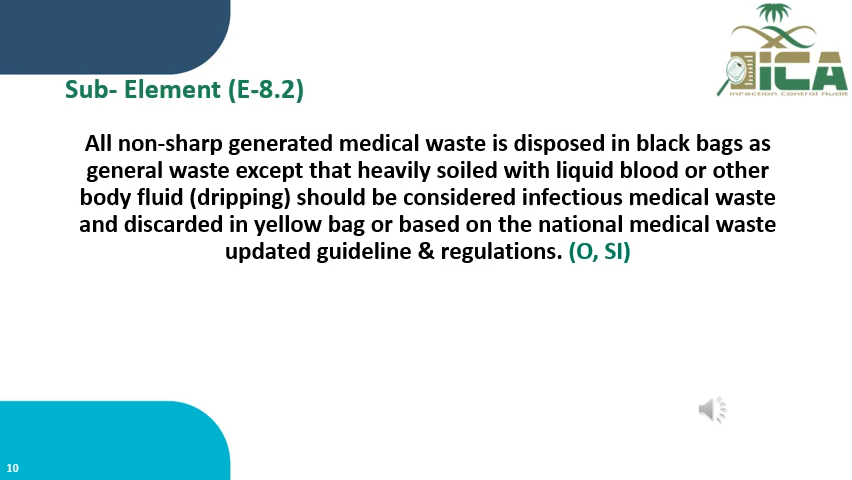 iCA
Infection Control Audit
Sub- Element (E-8.2)
All non-sharp generated medical waste is disposed in black bags as
general waste except that heavily soiled with liquid blood or other
body fluid (dripping) should be considered infectious medical waste
and discarded in yellow bag or based on the national medical waste
updated guideline & regulations. (O, SI)
10